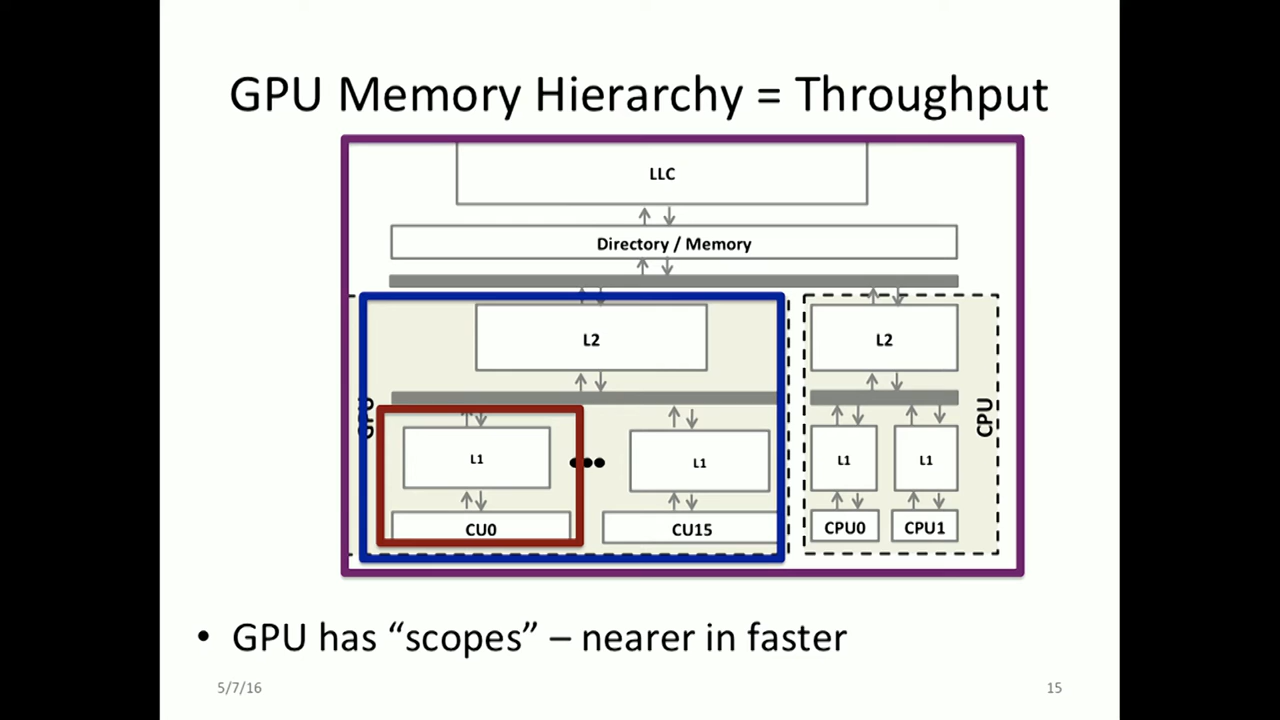 GPU Memory Hierarchy = Throughput
LLC
Directory / Memory
L2
L2
GPU
CPU
L1
L1
L1
L1
CU0
CU15
CPU0
CPU1
• GPU has “scopes” – nearer in faster
5/7/16
15